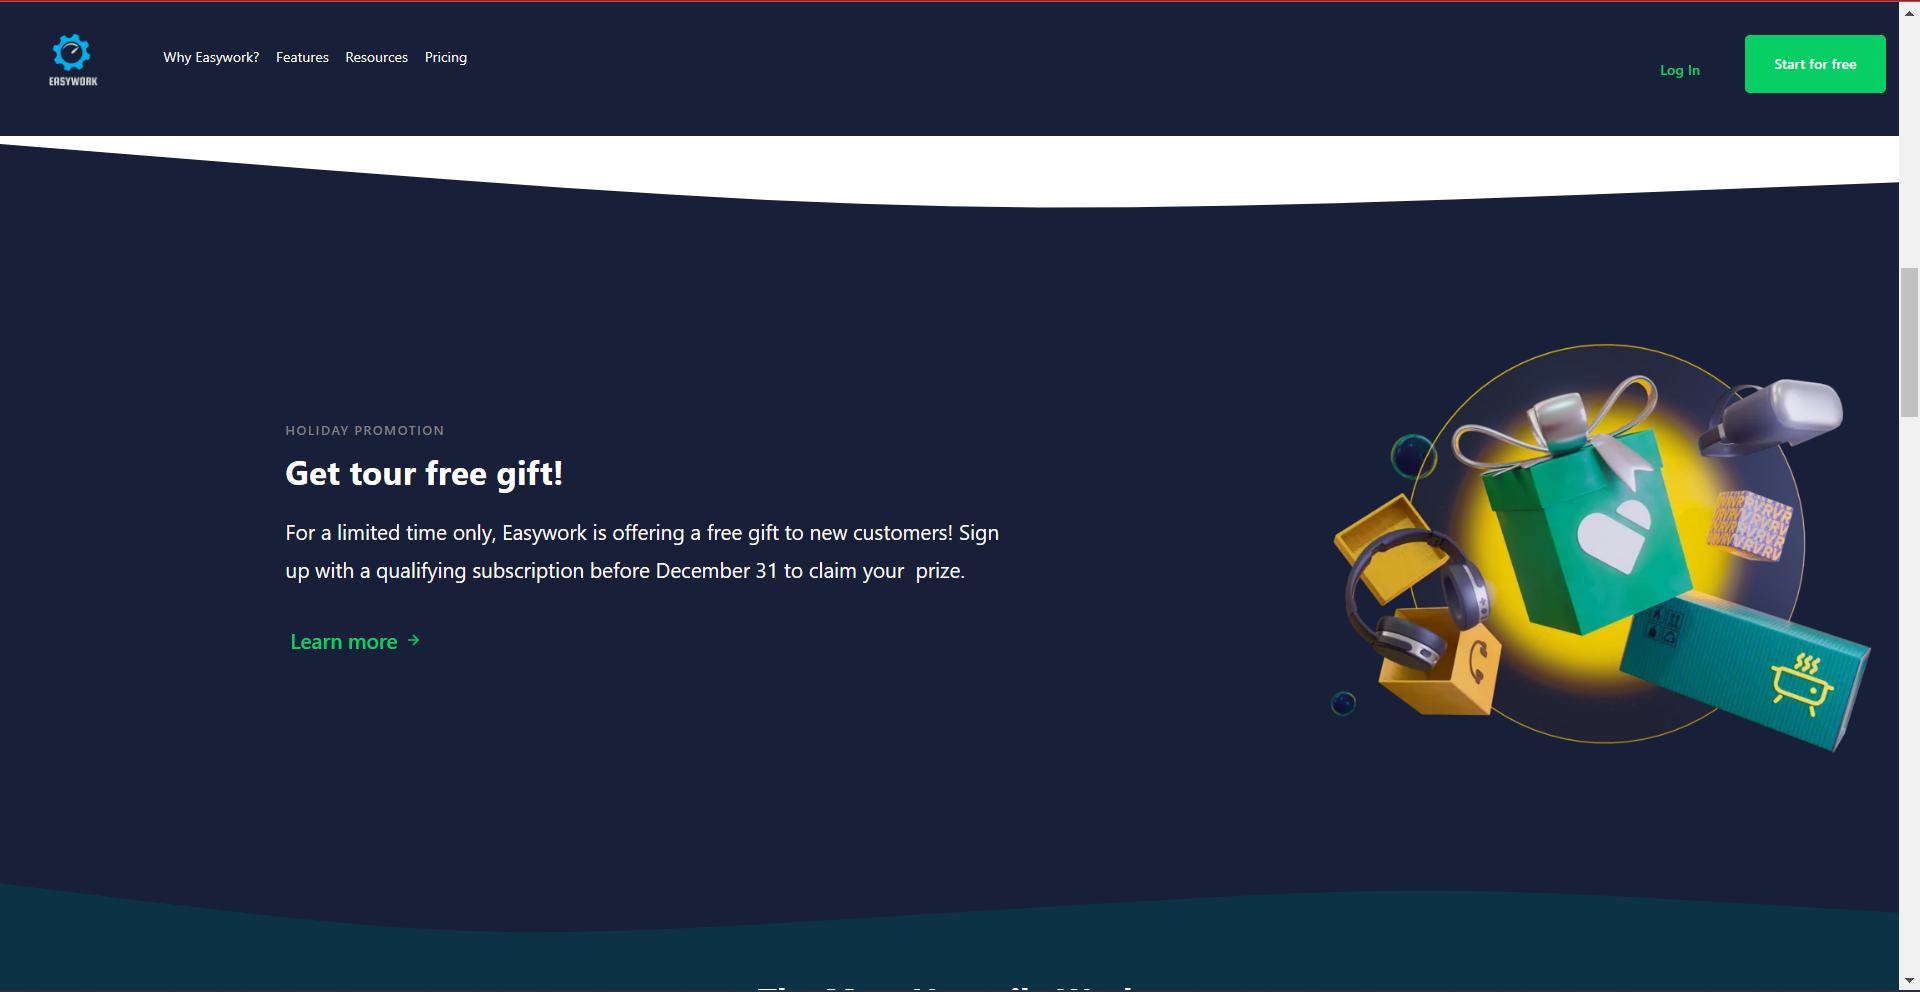 EASYWORK
Why Easywork? Features Resources Pricing
Log In
Start for free
HOLIDAY PROMOTION
Get tour free gift!
For a limited time only, Easywork is offering a free gift to new customers! Sign
up with a qualifying subscription before December 31 to claim your  prize.
Learn more →